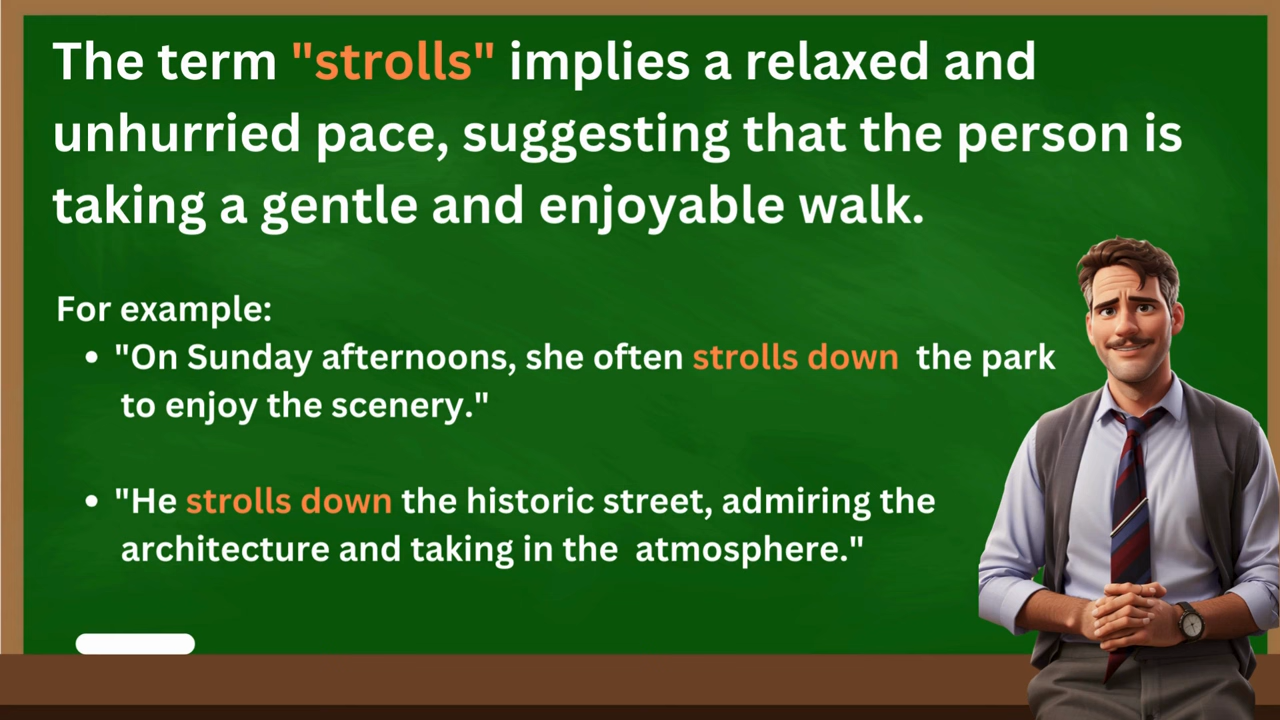 The term "strolls" implies a relaxed and
unhurried pace, suggesting that the person is
taking a gentle and enjoyable walk.
For example:
• "On Sunday afternoons, she often strolls down the park
to enjoy the scenery."
• "He strolls down the historic street, admiring the
architecture and taking in the atmosphere."